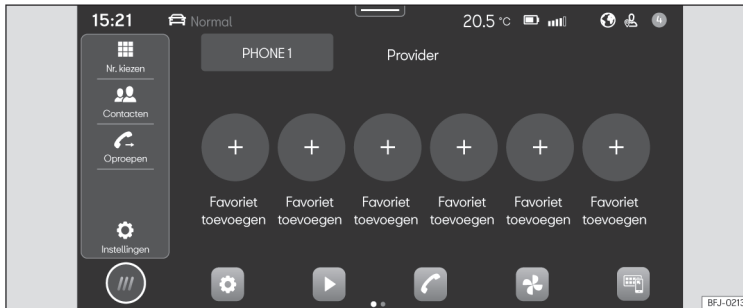 15:21
Normal
20.5 °C
4
Nr. kiezen
PHONE 1
Provider
Contacten
Oproepen
Favoriet toevoegen
Favoriet toevoegen
Favoriet toevoegen
Favoriet toevoegen
Favoriet toevoegen
Favoriet toevoegen
Instellingen
BFJ-0213